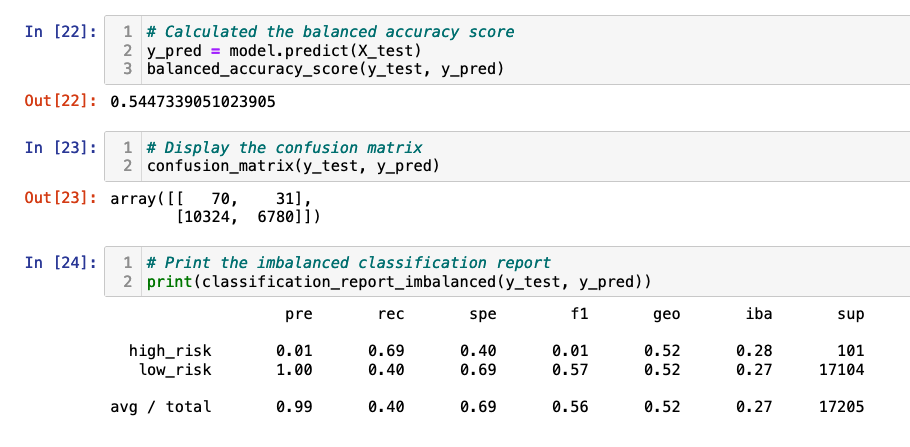 In [22]: 1 # Calculated the balanced accuracy score
2 y_pred = model.predict(X_test)
3 balanced_accuracy_score(y_test, y_pred)
Out[22]: 0.5447339051023905
In [23]: 1 # Display the confusion matrix
2 confusion_matrix(y_test, y_pred)
Out[23]: array([[   70,    31],
       [10324,  6780]])
In [24]: 1 # Print the imbalanced classification report
2 print(classification_report_imbalanced(y_test, y_pred))
pre rec spe f1 geo iba sup
high_risk 0.01 0.69 0.40 0.01 0.52 0.28 101
low_risk 1.00 0.40 0.69 0.57 0.52 0.27 17104
avg / total 0.99 0.40 0.69 0.56 0.52 0.27 17205